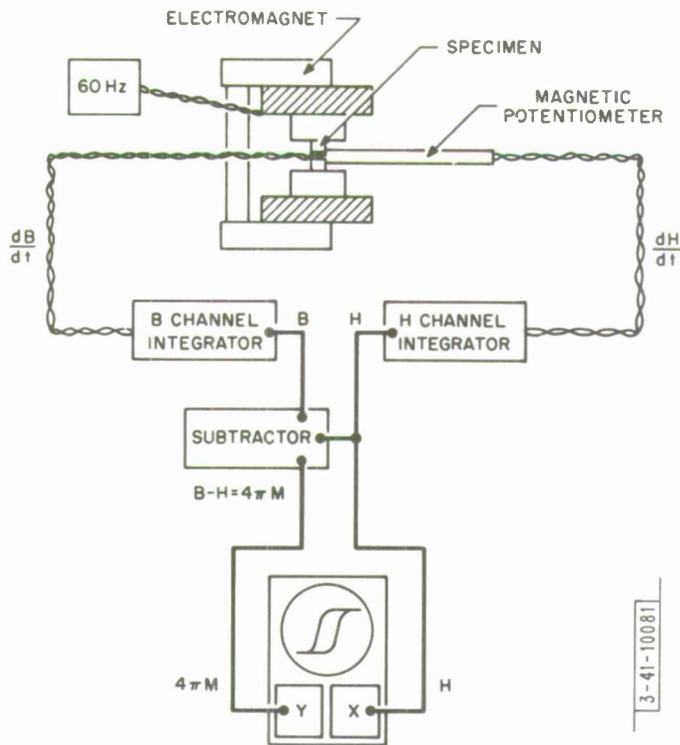 ELECTROMAGNET
SPECIMEN
60 Hz
MAGNETIC
POTENTIOMETER
dB
dt
dH
dt
B CHANNEL
INTEGRATOR
B
H
H CHANNEL
INTEGRATOR
SUBTRACTOR
B-H=4πM
4πM
H
Y
X
3-41-10081